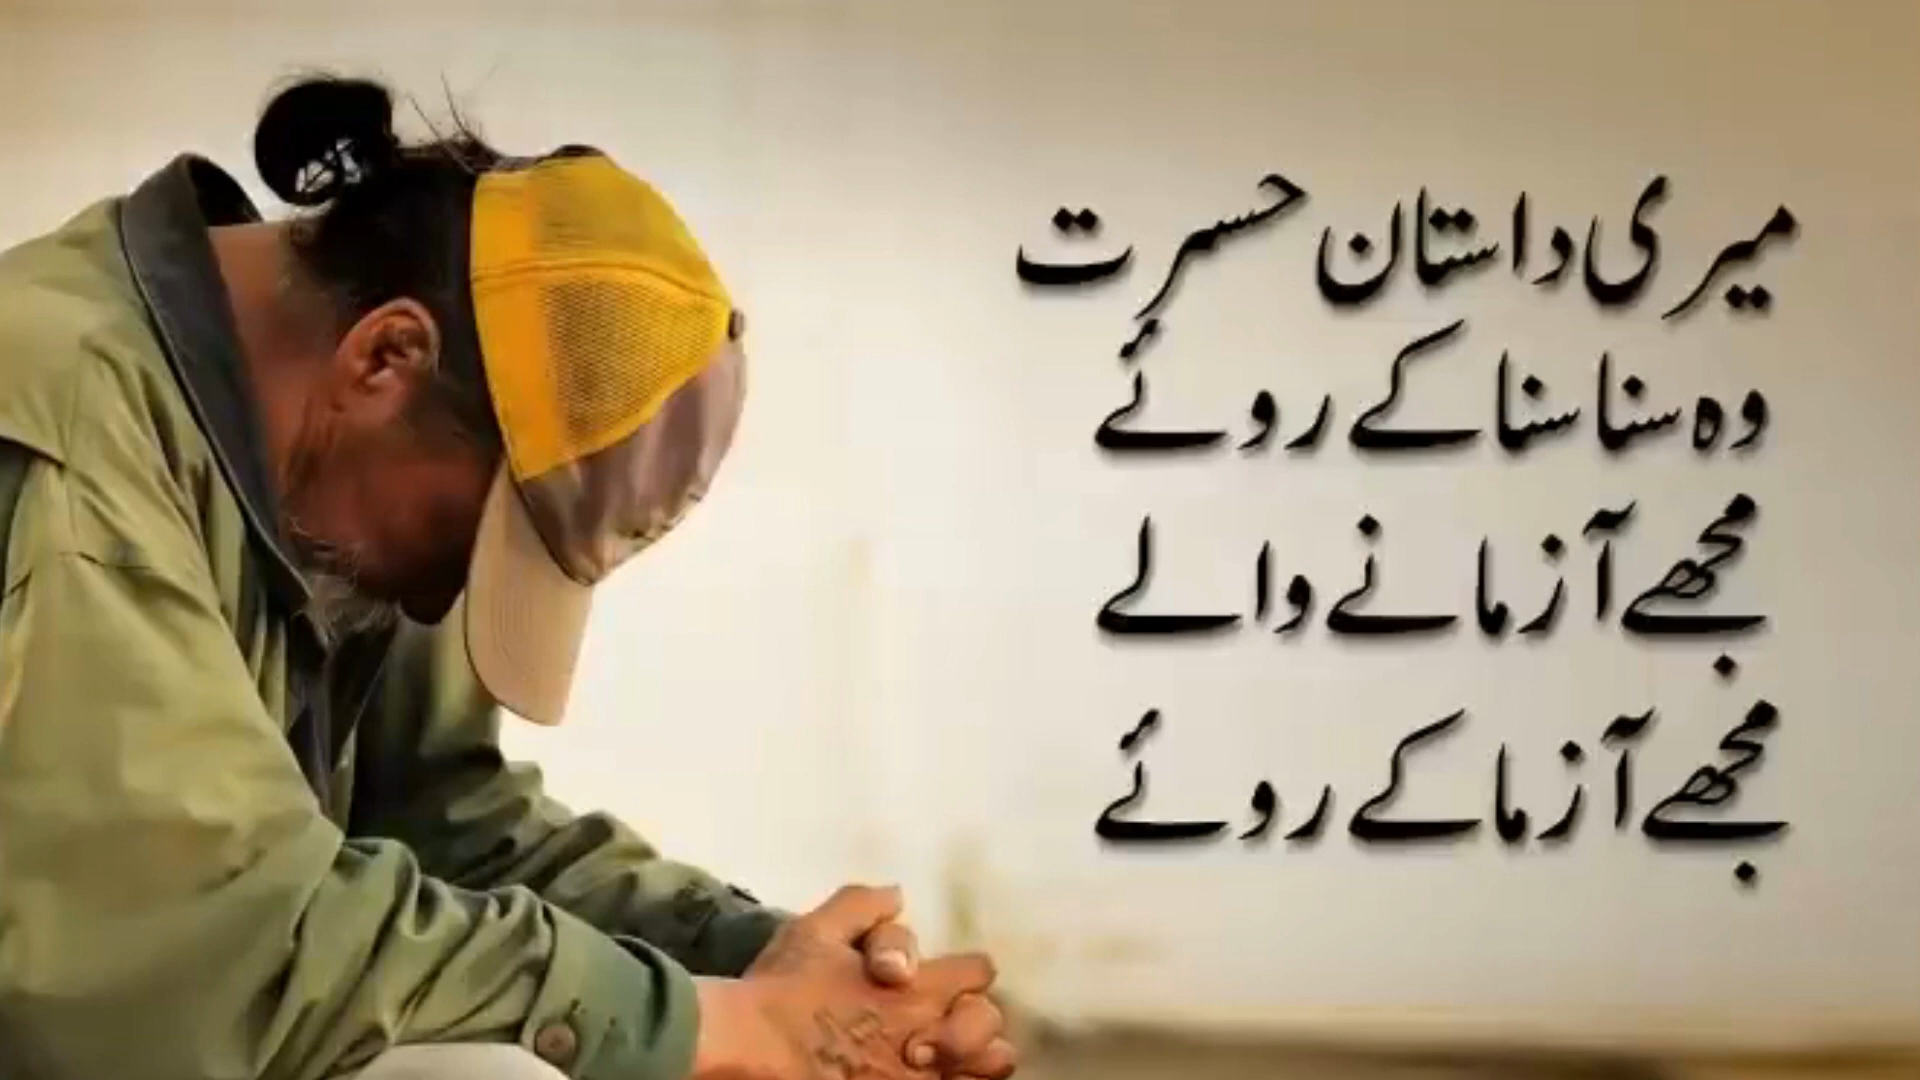 میری داستان حسرت
وہ سنا سنا کے روئے
مجھے آزمانے والے
مجھے آزما کے روئے